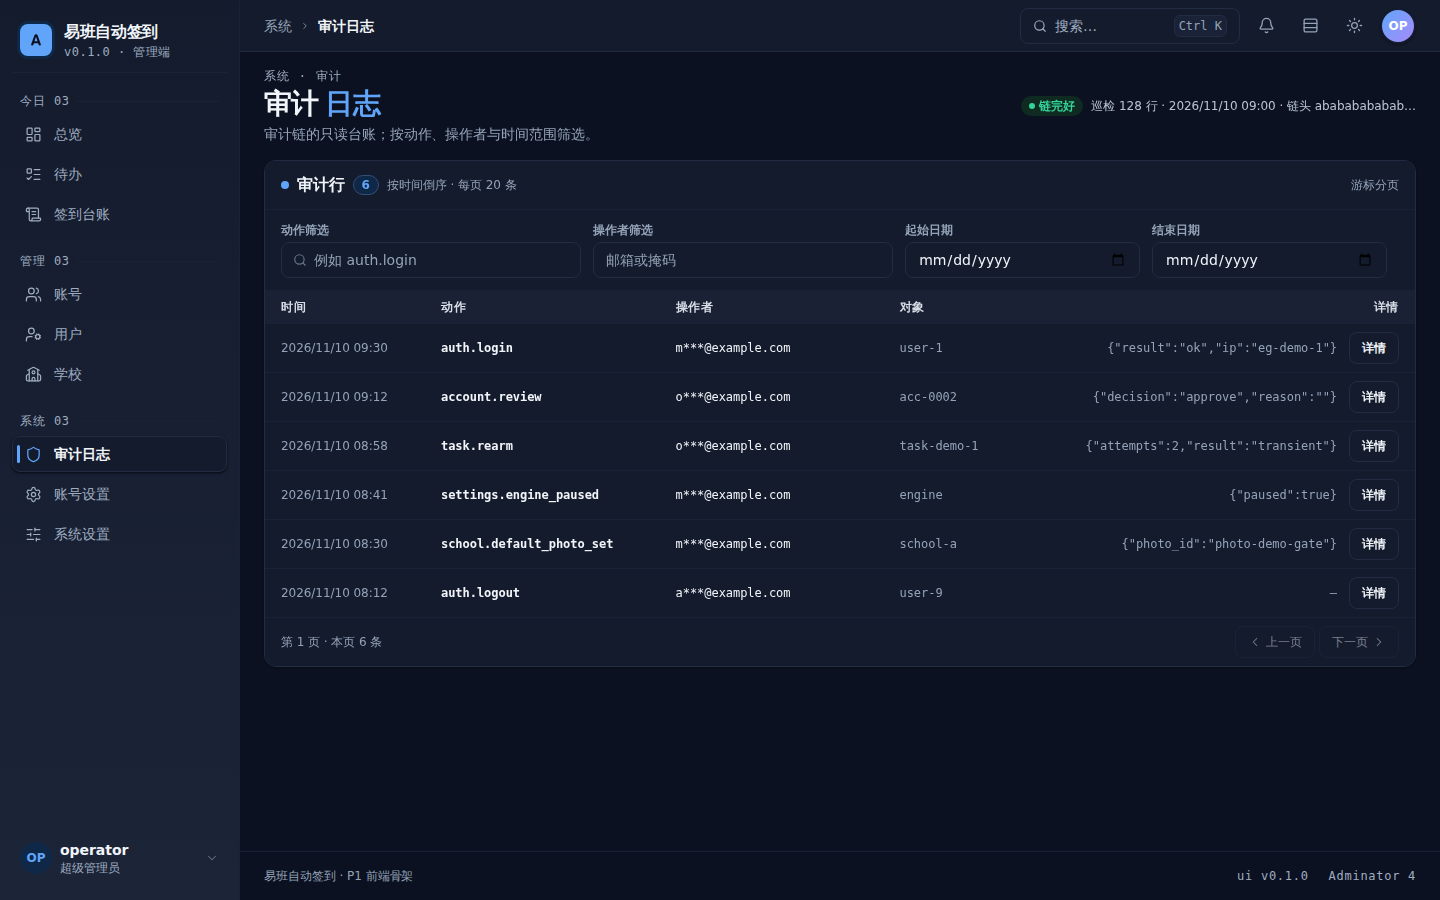 A
易班自动签到
v0.1.0 · 管理端
今日 03
总览
待办
签到台账
管理 03
账号
用户
学校
系统 03
审计日志
账号设置
系统设置
OP
operator
超级管理员
系统 › 审计日志
搜索… Ctrl K
OP
系统 · 审计
审计 日志
审计链的只读台账；按动作、操作者与时间范围筛选。
链完好 巡检 128 行 · 2026/11/10 09:00 · 链头 abababababab…
审计行 6 按时间倒序 · 每页 20 条 游标分页
动作筛选 操作者筛选 起始日期 结束日期
例如 auth.login 邮箱或掩码 mm/dd/yyyy mm/dd/yyyy
时间 动作 操作者 对象 详情
2026/11/10 09:30 auth.login m***@example.com user-1 {"result":"ok","ip":"eg-demo-1"} 详情
2026/11/10 09:12 account.review o***@example.com acc-0002 {"decision":"approve","reason":""} 详情
2026/11/10 08:58 task.rearm o***@example.com task-demo-1 {"attempts":2,"result":"transient"} 详情
2026/11/10 08:41 settings.engine_paused m***@example.com engine {"paused":true} 详情
2026/11/10 08:30 school.default_photo_set m***@example.com school-a {"photo_id":"photo-demo-gate"} 详情
2026/11/10 08:12 auth.logout a***@example.com user-9 — 详情
第 1 页 · 本页 6 条 上一页 下一页
易班自动签到 · P1 前端骨架 ui v0.1.0 Adminator 4